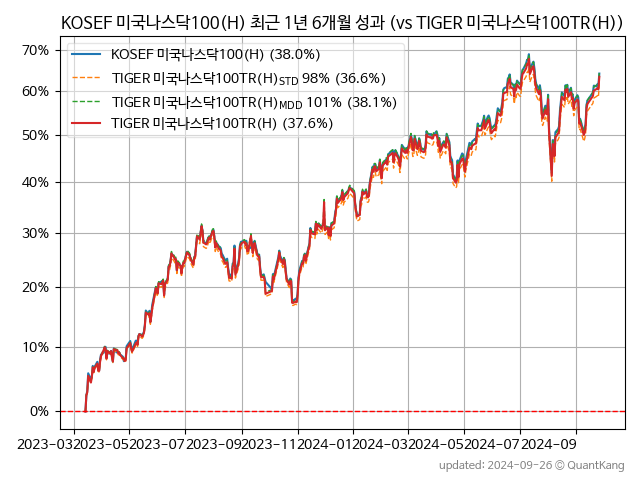 KOSEF 미국나스닥100(H) 최근 1년 6개월 성과 (vs TIGER 미국나스닥100TR(H))
70%
60%
50%
40%
30%
20%
10%
0%
KOSEF 미국나스닥100(H) (38.0%)
TIGER 미국나스닥100TR(H)STD 98% (36.6%)
TIGER 미국나스닥100TR(H)MDD 101% (38.1%)
TIGER 미국나스닥100TR(H) (37.6%)
2023-03 2023-05 2023-07 2023-09 2023-11 2024-01 2024-03 2024-05 2024-07 2024-09
updated: 2024-09-26 © QuantKang